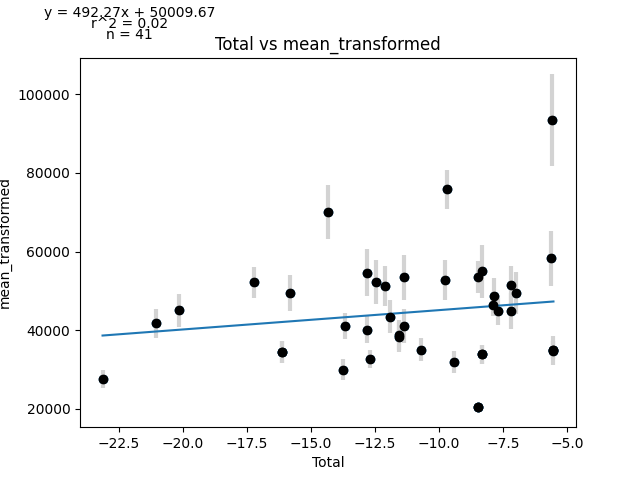 y = 492.27x + 50009.67
r^2 = 0.02
n = 41
Total vs mean_transformed
mean_transformed
100000
80000
60000
40000
20000
−22.5 −20.0 −17.5 −15.0 −12.5 −10.0 −7.5 −5.0
Total